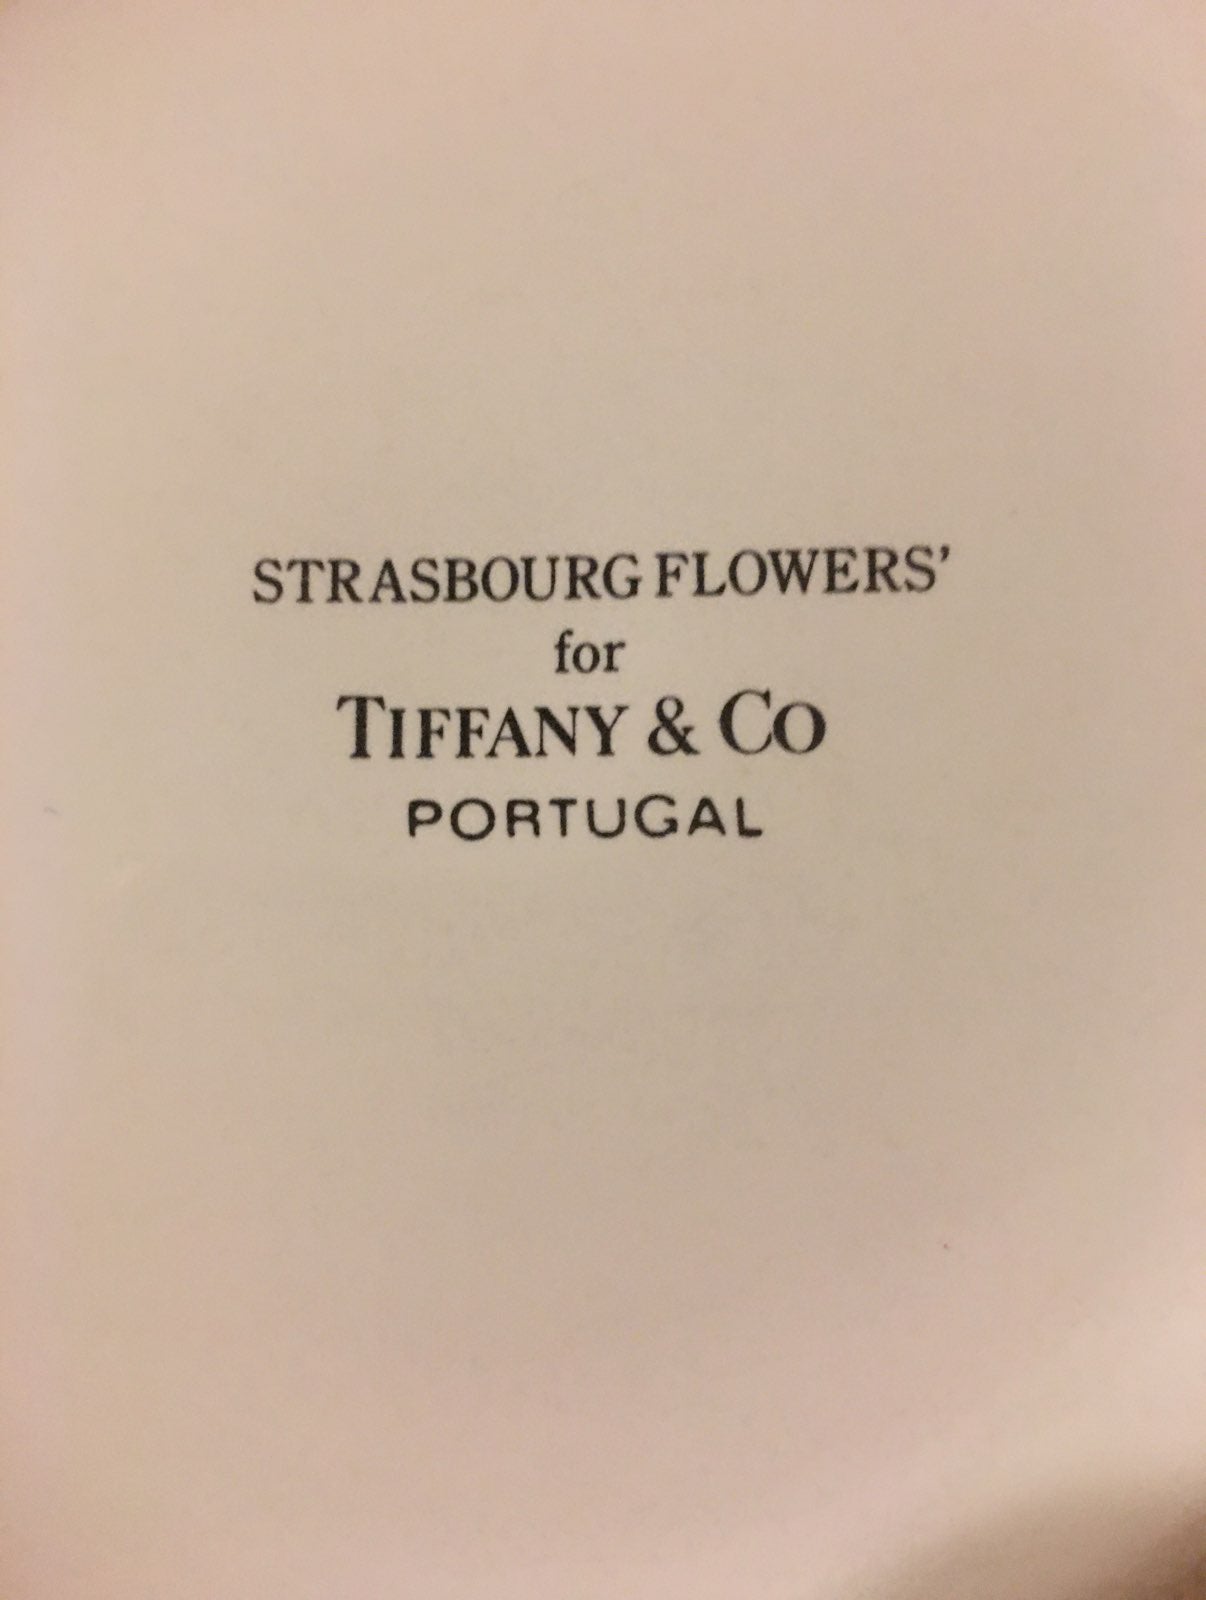 STRASBOURG FLOWERS'
for
TIFFANY & CO
PORTUGAL